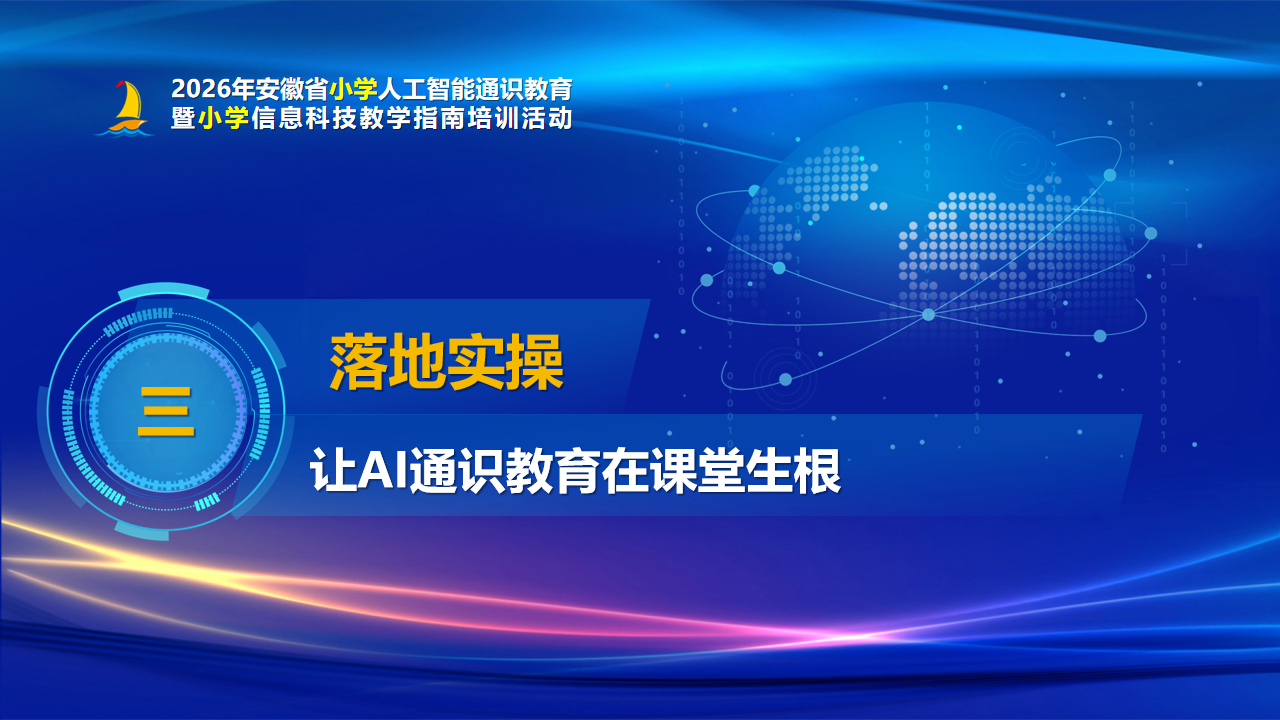 2026年安徽省小学人工智能通识教育
暨小学信息科技教学指南培训活动
三
落地实操
让AI通识教育在课堂生根